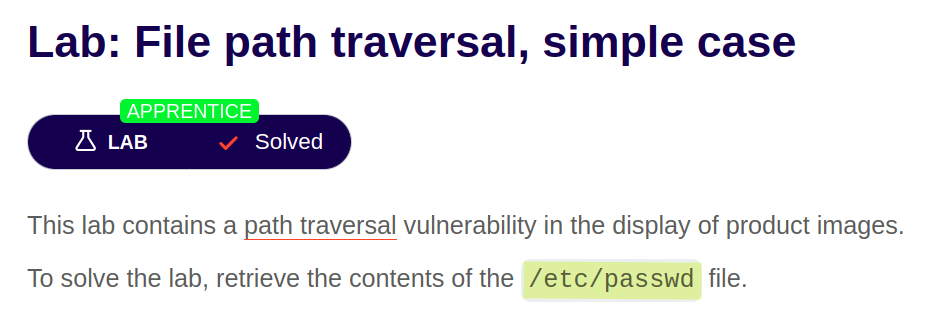 Lab: File path traversal, simple case
APPRENTICE
LAB Solved
This lab contains a path traversal vulnerability in the display of product images.
To solve the lab, retrieve the contents of the /etc/passwd file.